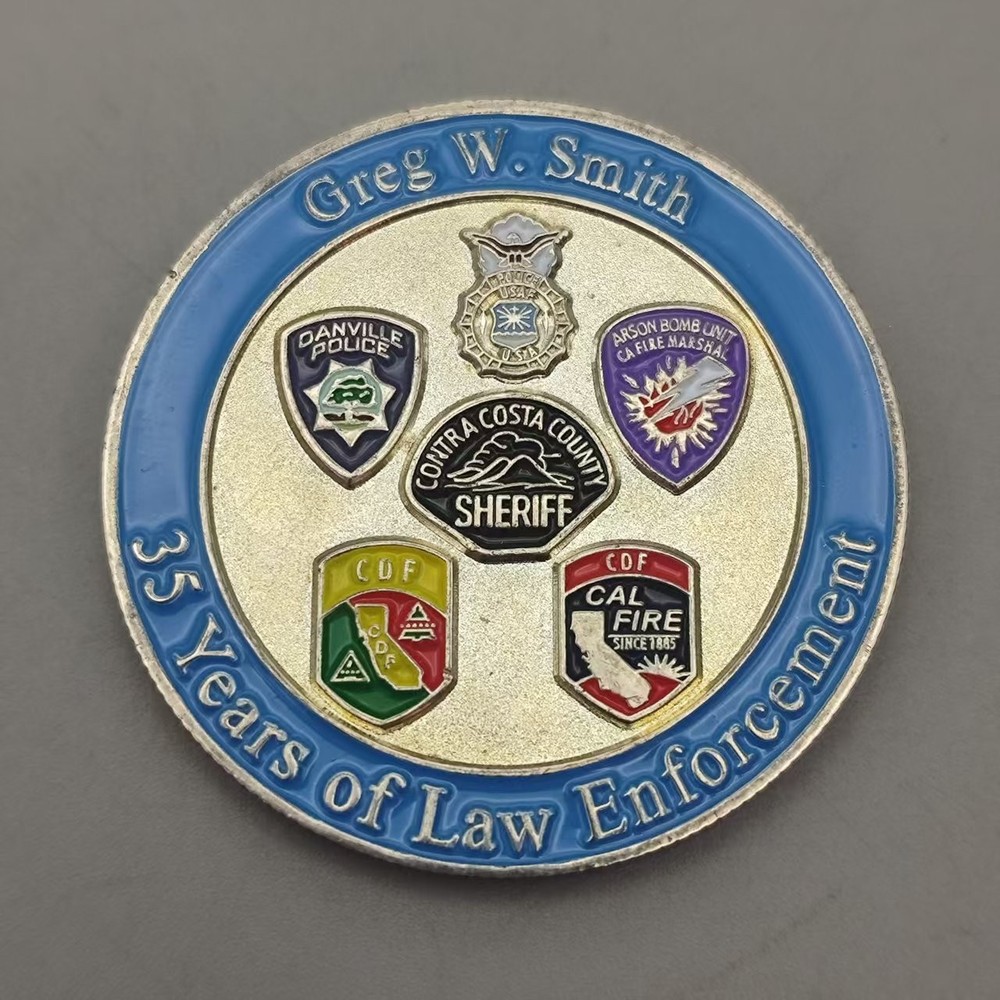 Greg W. Smith
POLICE
USAF
U S A
DANVILLE
POLICE
ARSON BOMB UNIT
CA FIRE MARSHAL
CONTRA COSTA COUNTY
SHERIFF
CDF
CDF
CDF
CAL
FIRE
SINCE 1885
35 Years of Law Enforcement